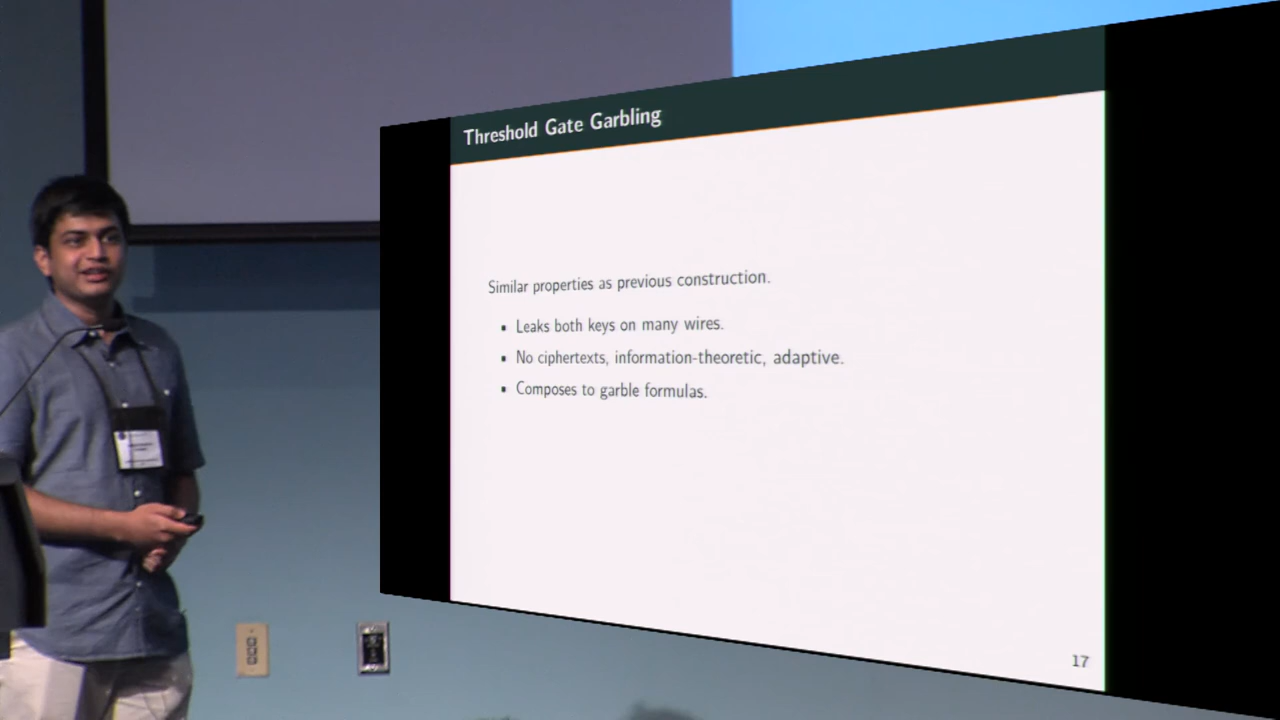 Threshold Gate Garbling
Similar properties as previous construction.
▪ Leaks both keys on many wires.
▪ No ciphertexts, information-theoretic, adaptive.
▪ Composes to garble formulas.
17